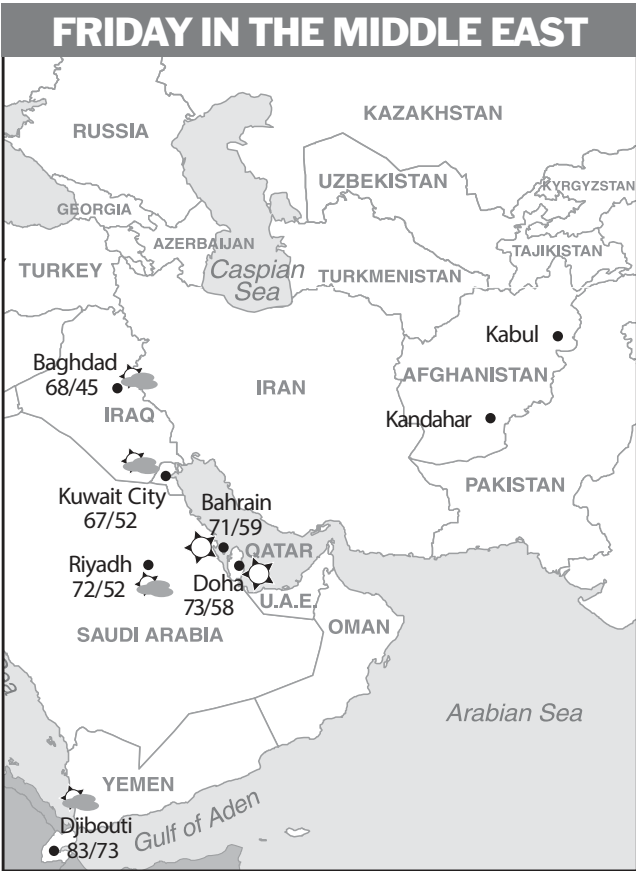 FRIDAY IN THE MIDDLE EAST
KAZAKHSTAN
RUSSIA
UZBEKISTAN
KYRGYZSTAN
GEORGIA
AZERBAIJAN
TAJIKISTAN
TURKEY
Caspian
Sea
TURKMENISTAN
Kabul
Baghdad
68/45
IRAN
AFGHANISTAN
IRAQ
Kandahar
PAKISTAN
Kuwait City
67/52
Bahrain
71/59
QATAR
Riyadh
72/52
Doha
73/58
U.A.E.
SAUDI ARABIA
OMAN
Arabian Sea
YEMEN
Djibouti
83/73
Gulf of Aden